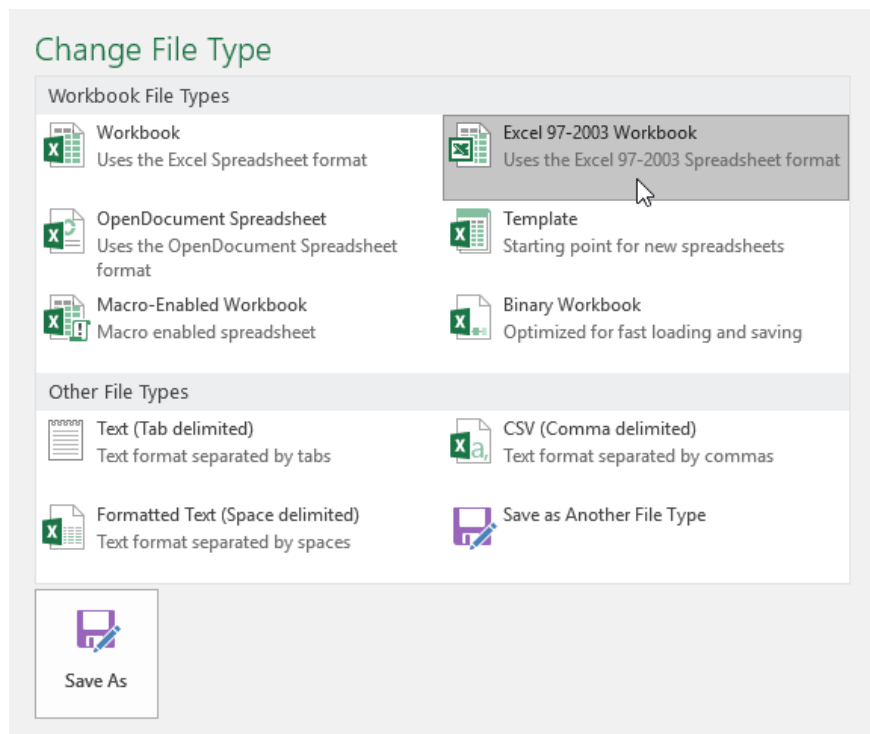 Change File Type
Workbook File Types
Workbook
Uses the Excel Spreadsheet format
Excel 97-2003 Workbook
Uses the Excel 97-2003 Spreadsheet format
OpenDocument Spreadsheet
Uses the OpenDocument Spreadsheet
format
Template
Starting point for new spreadsheets
Macro-Enabled Workbook
Macro enabled spreadsheet
Binary Workbook
Optimized for fast loading and saving
Other File Types
Text (Tab delimited)
Text format separated by tabs
CSV (Comma delimited)
Text format separated by commas
Formatted Text (Space delimited)
Text format separated by spaces
Save as Another File Type
Save As